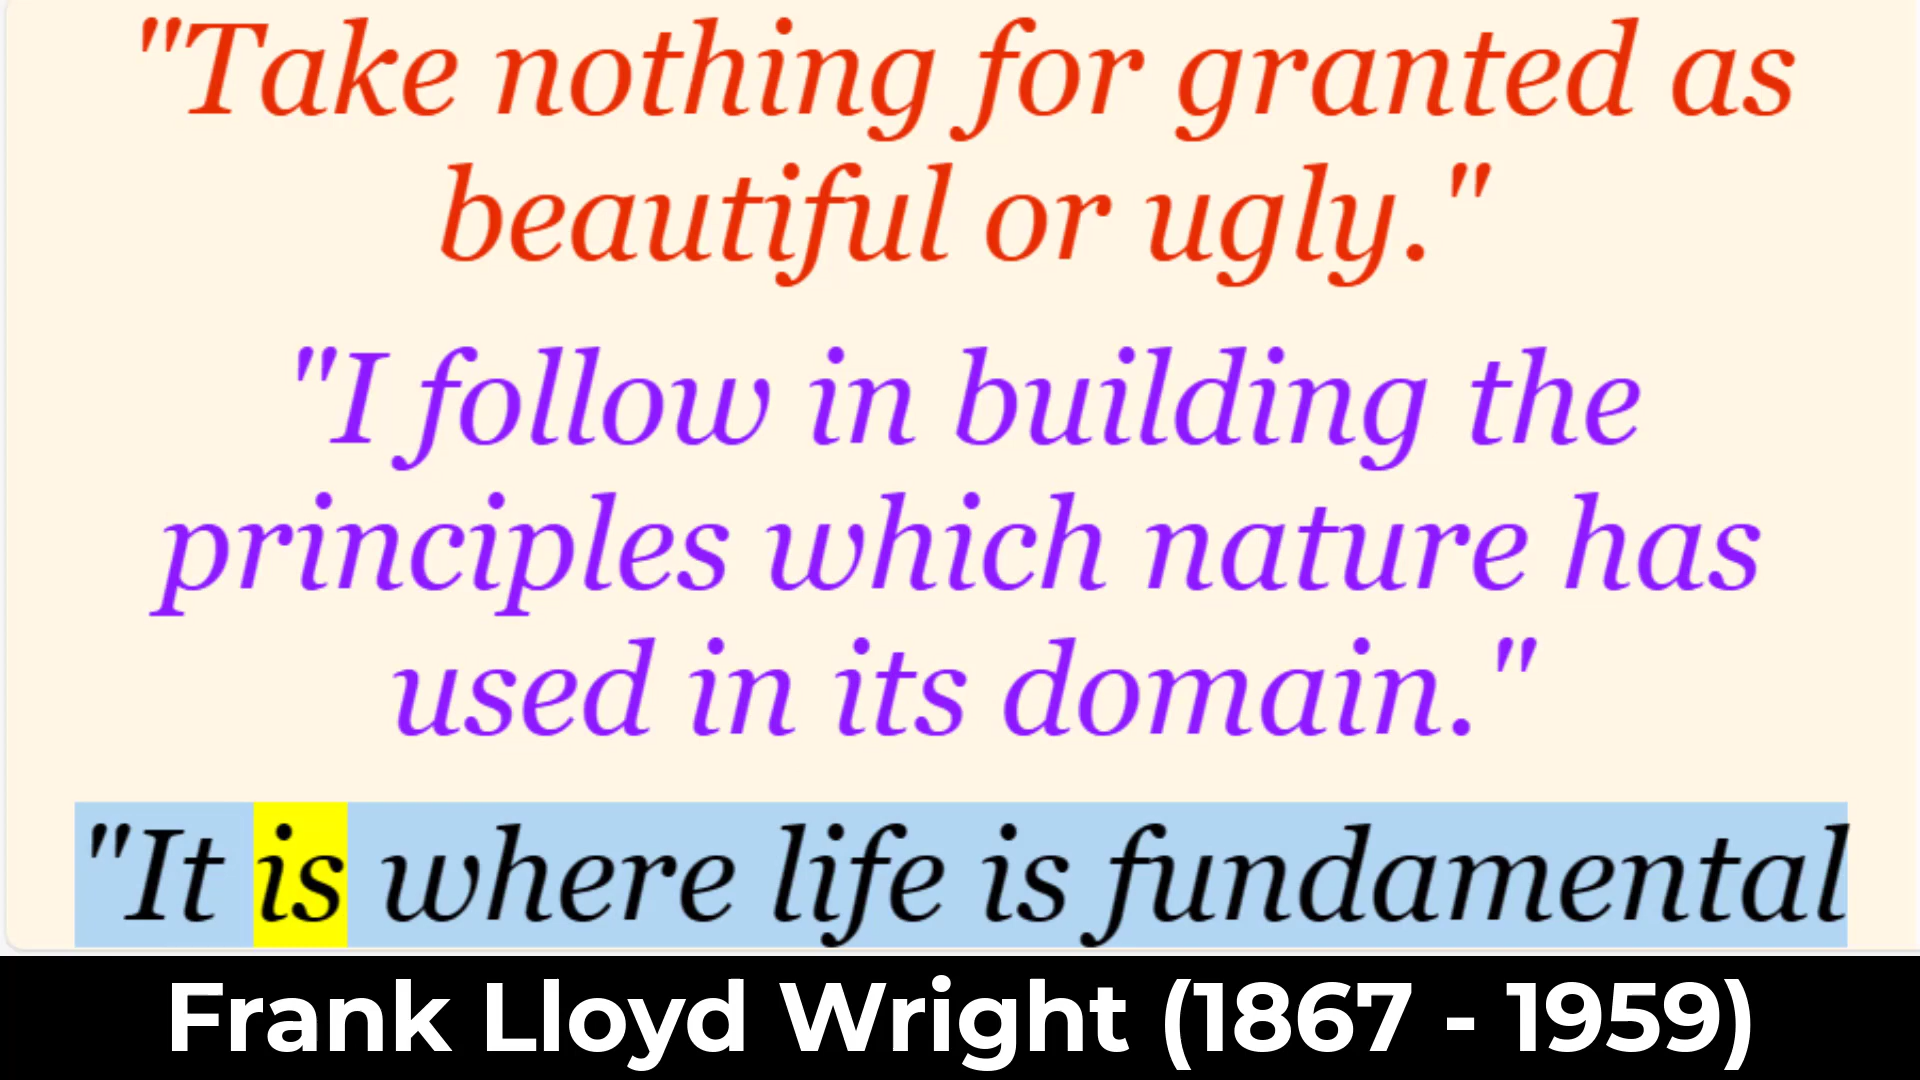 "Take nothing for granted as
beautiful or ugly."
"I follow in building the
principles which nature has
used in its domain."
"It is where life is fundamental
Frank Lloyd Wright (1867 - 1959)